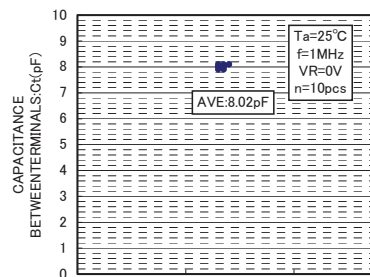 CAPACITANCE
BETWEENTERMINALS:Ct(pF)
10
9
8
7
6
5
4
3
2
1
0
Ta=25°C
f=1MHz
VR=0V
n=10pcs
AVE:8.02pF